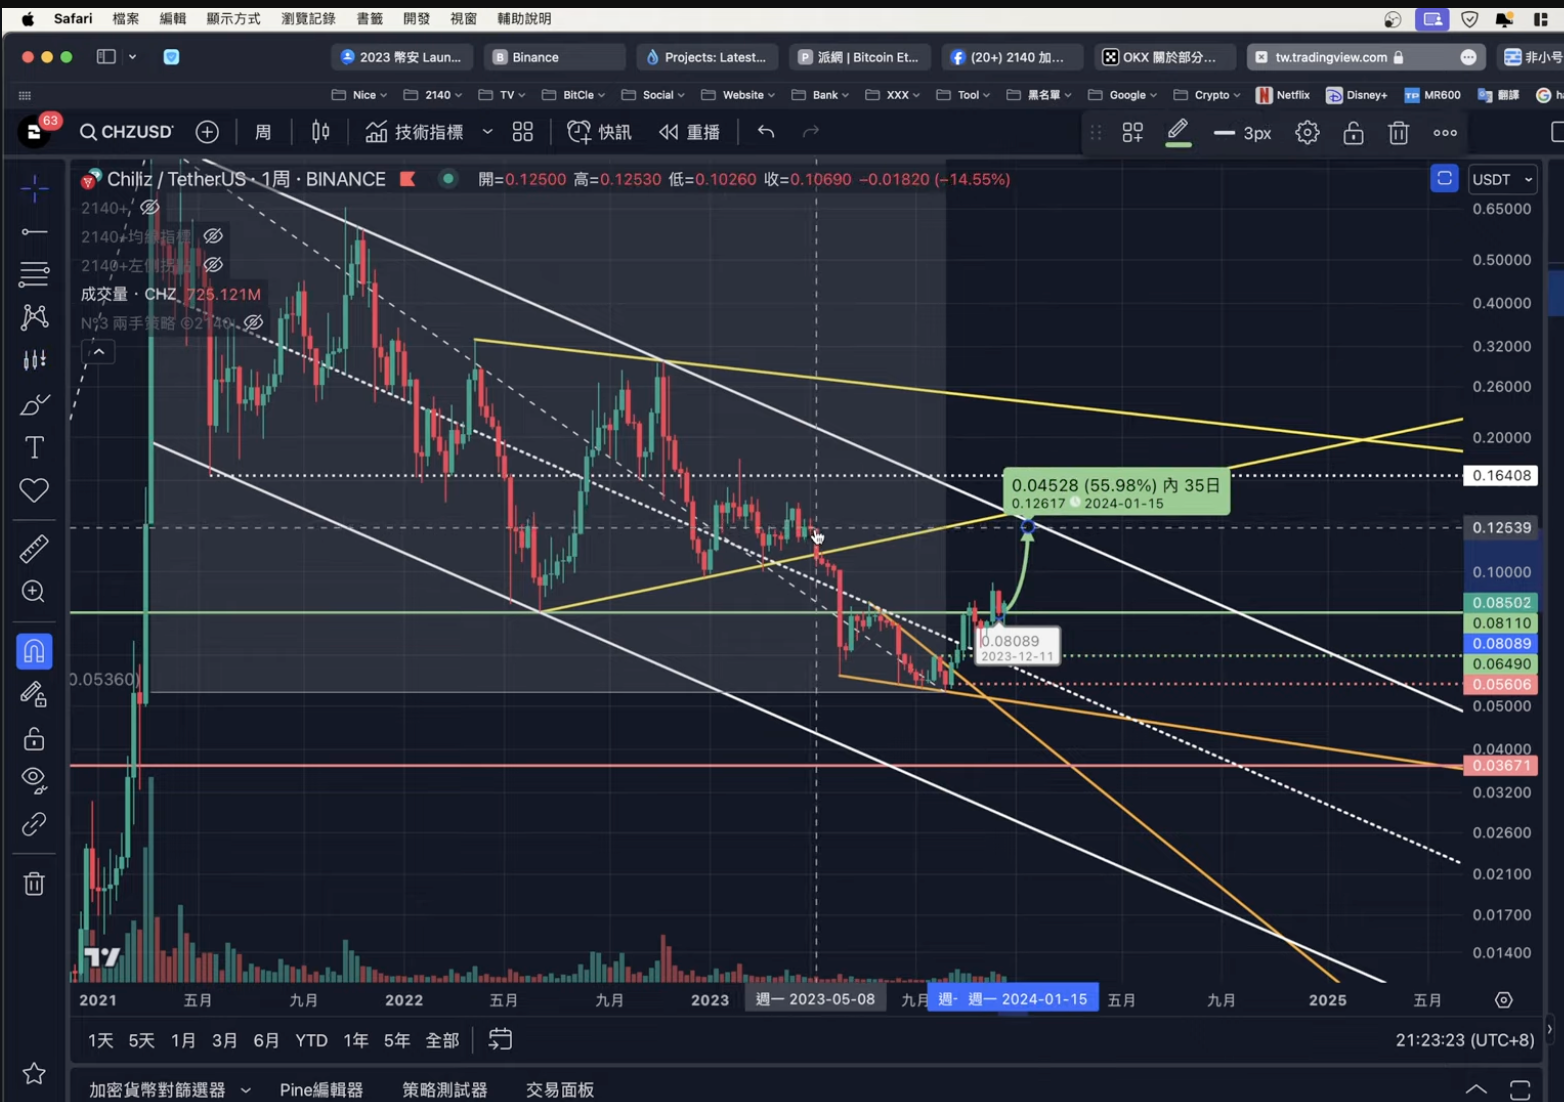 Safari 檔案 編輯 顯示方式 瀏覽記錄 書籤 開發 視窗 輔助說明
2023 幣安 Laun... Binance Projects: Latest... 派網 | Bitcoin Et... (20+) 2140 加... OKX 關於部分... tw.tradingview.com 非小号
Nice 2140 TV BitCle Social Website Bank XXX Tool 黑名單 Google Crypto Netflix Disney+ MR600 翻譯
63 CHZUSD 周 技術指標 快訊 重播 3px
Chiliz / TetherUS · 1周 · BINANCE 開=0.12500 高=0.12530 低=0.10260 收=0.10690 −0.01820 (−14.55%) USDT
2140+
2140+均線指標
2140+左側拐點
成交量 · CHZ 725.121M
Nº3 兩手策略 ©2140
0.65000
0.50000
0.40000
0.32000
0.26000
0.20000
0.16408
0.12539
0.10000
0.08502
0.08110
0.08089
0.06490
0.05606
0.05000
0.04000
0.03671
0.03200
0.02600
0.02100
0.01700
0.01400
0.04528 (55.98%) 內 35日
0.12617 2024-01-15
0.08089
2023-12-11
0.05360)
2021 五月 九月 2022 五月 九月 2023 週一 2023-05-08 九月 週- 週一 2024-01-15 五月 九月 2025 五月
1天 5天 1月 3月 6月 YTD 1年 5年 全部 21:23:23 (UTC+8)
加密貨幣對篩選器 Pine編輯器 策略測試器 交易面板